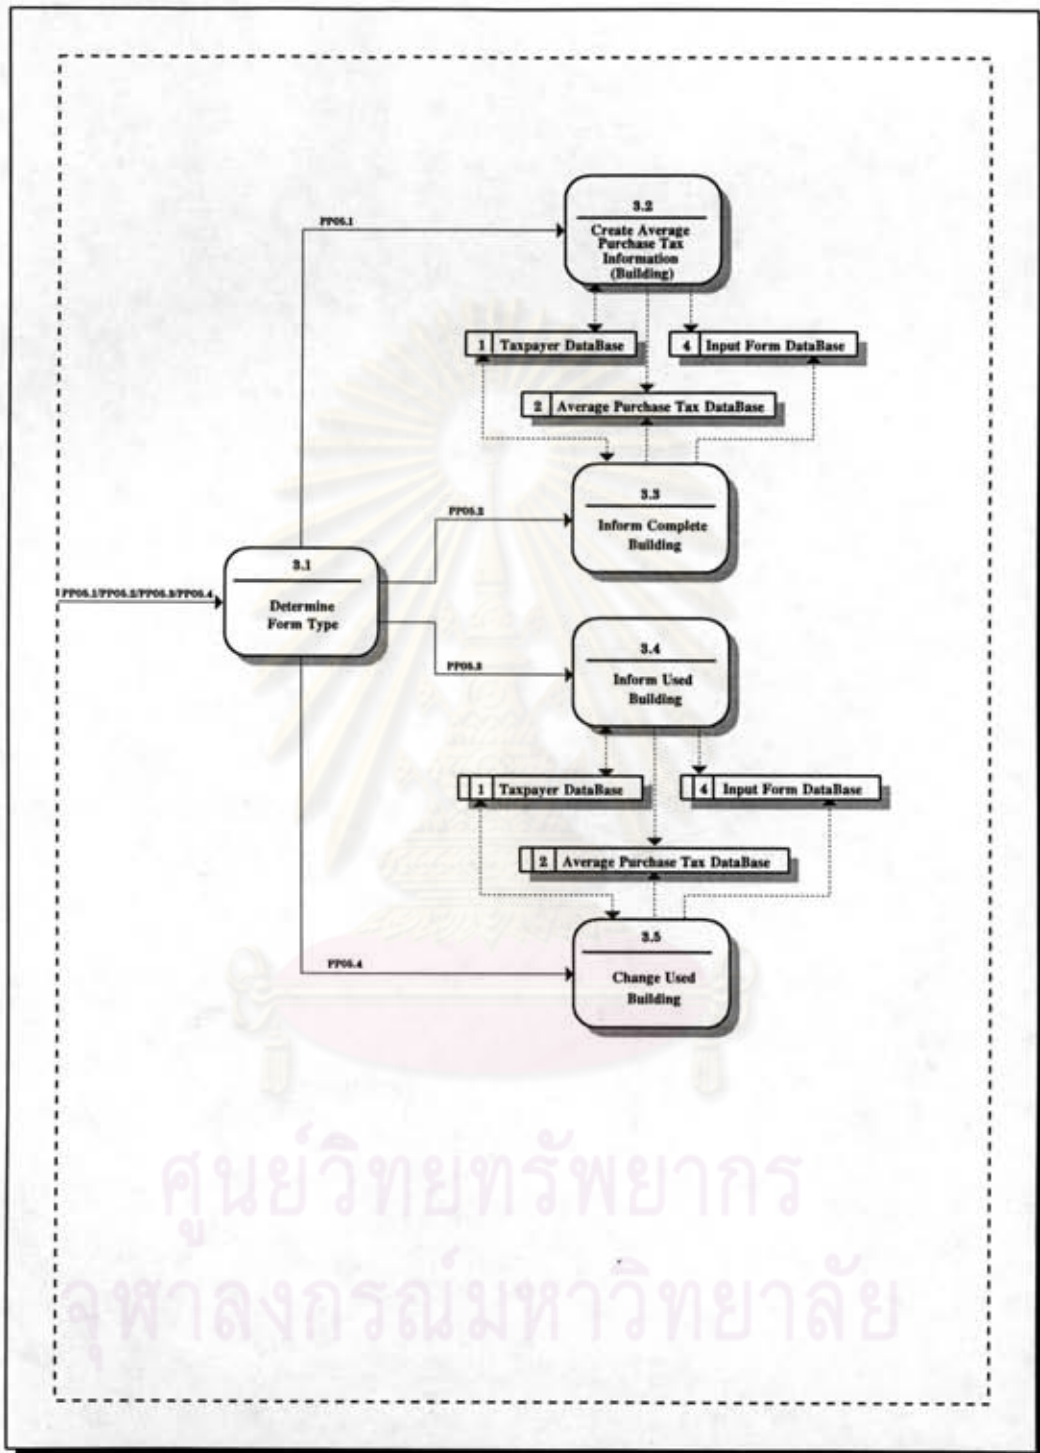 3.2
PP05.1
Create Average
Purchase Tax
Information
(Building)
1 Taxpayer DataBase
4 Input Form DataBase
2 Average Purchase Tax DataBase
3.3
PP05.2
Inform Complete
Building
3.1
PP05.1/PP05.2/PP05.3/PP05.4
Determine
Form Type
3.4
PP05.3
Inform Used
Building
1 Taxpayer DataBase
4 Input Form DataBase
2 Average Purchase Tax DataBase
3.5
PP05.4
Change Used
Building
ศูนย์วิทยทรัพยากร
จุฬาลงกรณ์มหาวิทยาลัย